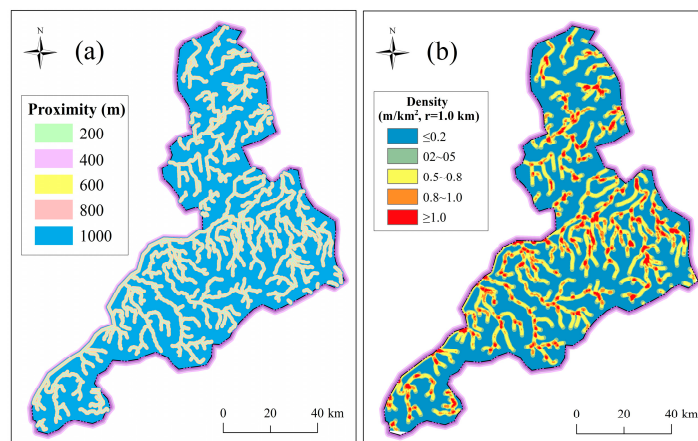 N
(a)
Proximity (m)
200
400
600
800
1000
0 20 40 km
N
(b)
Density
(m/km², r=1.0 km)
≤0.2
02~05
0.5~0.8
0.8~1.0
≥1.0
0 20 40 km